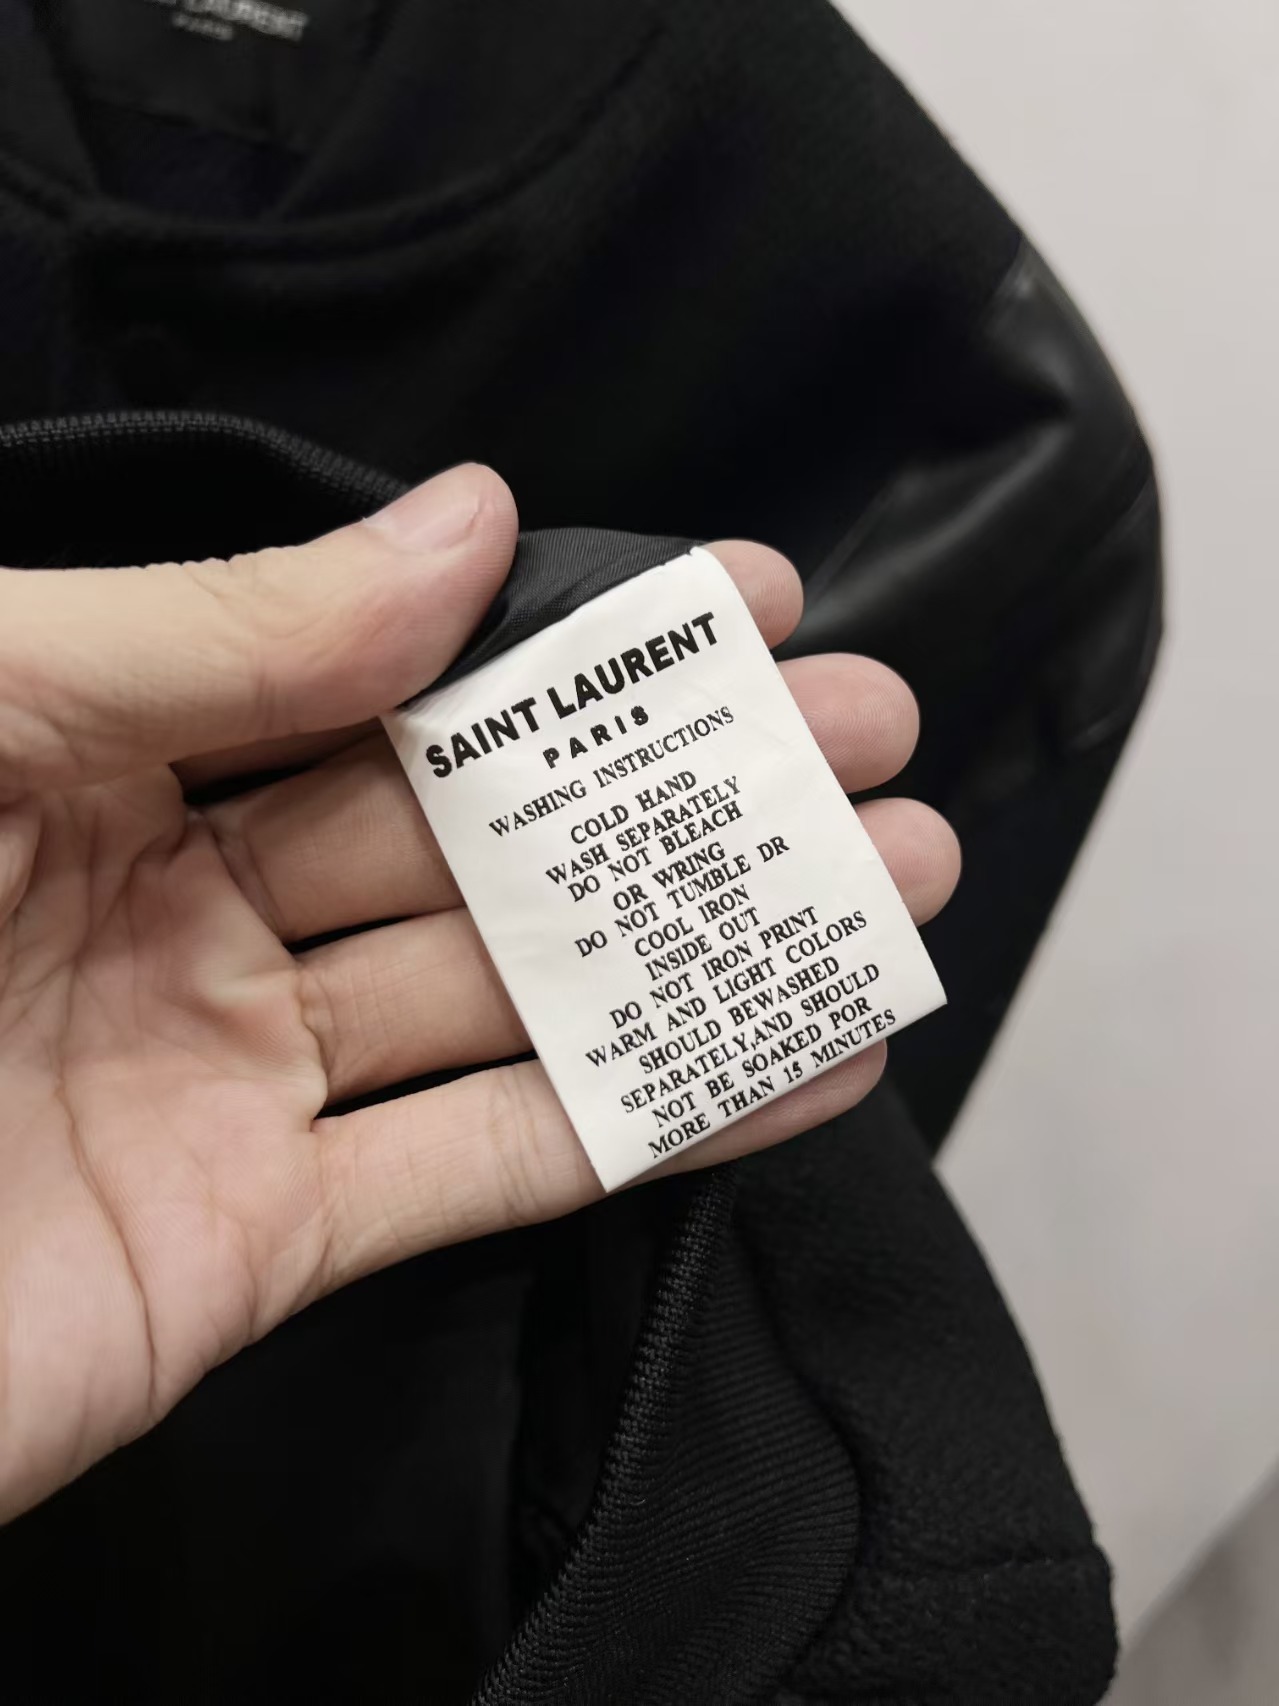 LAURENT
PARIS
SAINT LAURENT
PARIS
WASHING INSTRUCTIONS
COLD HAND
WASH SEPARATELY
DO NOT BLEACH
OR WRING
DO NOT TUMBLE DR
COOL IRON
INSIDE OUT
DO NOT IRON PRINT
WARM AND LIGHT COLORS
SHOULD BEWASHED
SEPARATELY,AND SHOULD
NOT BE SOAKED POR
MORE THAN 15 MINUTES